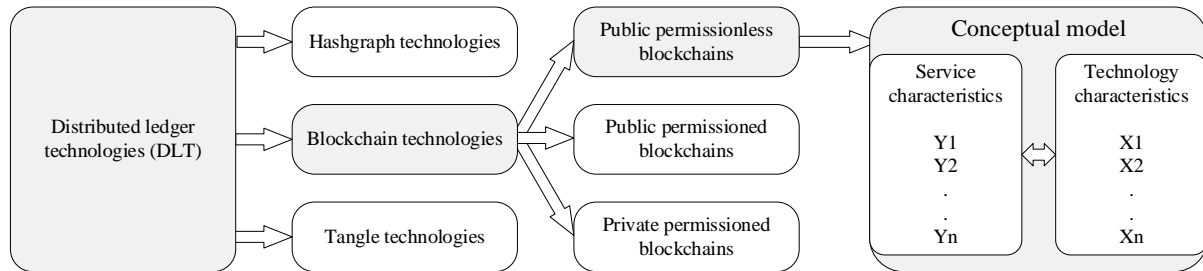 Distributed ledger
technologies (DLT)
Hashgraph technologies
Blockchain technologies
Tangle technologies
Public permissionless
blockchains
Public permissioned
blockchains
Private permissioned
blockchains
Conceptual model
Service
characteristics
Y1
Y2
.
.
Yn
Technology
characteristics
X1
X2
.
.
Xn